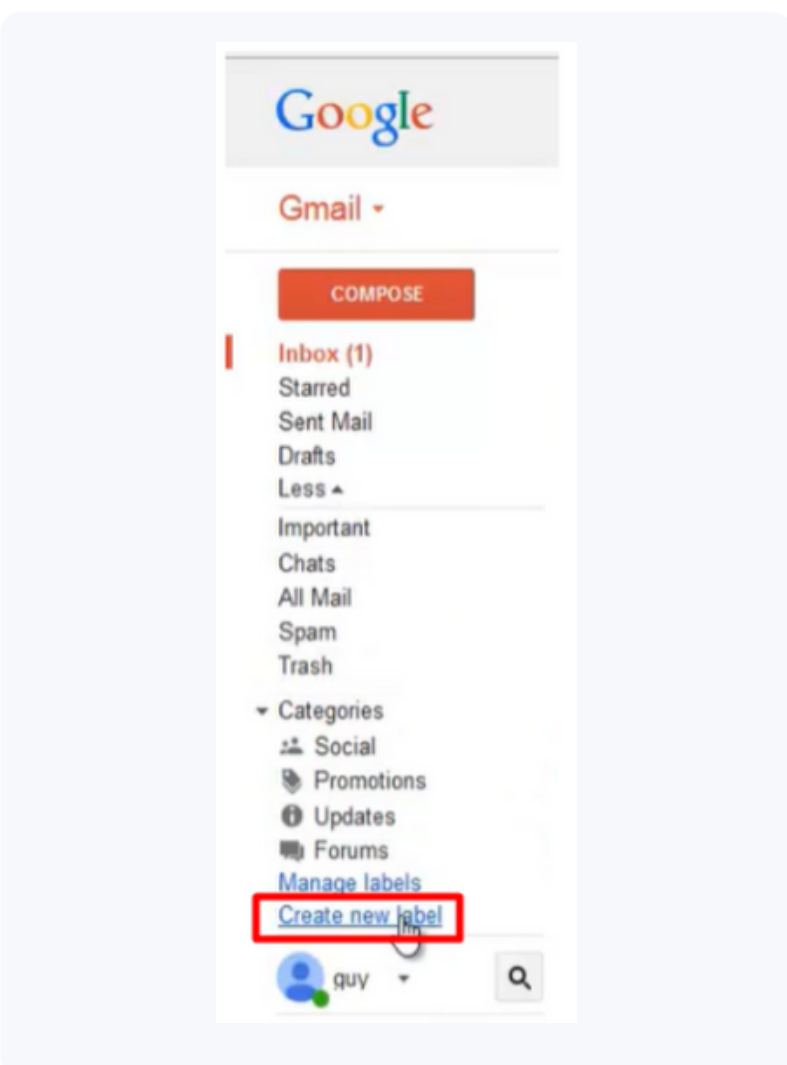 Google
Gmail
COMPOSE
Inbox (1)
Starred
Sent Mail
Drafts
Less
Important
Chats
All Mail
Spam
Trash
Categories
Social
Promotions
Updates
Forums
Manage labels
Create new label
guy